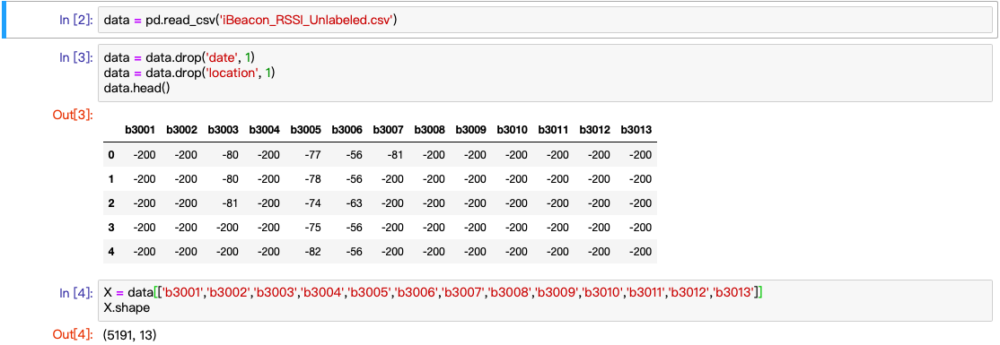 In [2]: data = pd.read_csv('iBeacon_RSSI_Unlabeled.csv')
In [3]: data = data.drop('date', 1)
data = data.drop('location', 1)
data.head()
Out[3]:
b3001 b3002 b3003 b3004 b3005 b3006 b3007 b3008 b3009 b3010 b3011 b3012 b3013
0 -200 -200 -80 -200 -77 -56 -81 -200 -200 -200 -200 -200 -200
1 -200 -200 -80 -200 -78 -56 -200 -200 -200 -200 -200 -200 -200
2 -200 -200 -81 -200 -74 -63 -200 -200 -200 -200 -200 -200 -200
3 -200 -200 -200 -200 -75 -56 -200 -200 -200 -200 -200 -200 -200
4 -200 -200 -200 -200 -82 -56 -200 -200 -200 -200 -200 -200 -200
In [4]: X = data[['b3001','b3002','b3003','b3004','b3005','b3006','b3007','b3008','b3009','b3010','b3011','b3012','b3013']]
X.shape
Out[4]: (5191, 13)